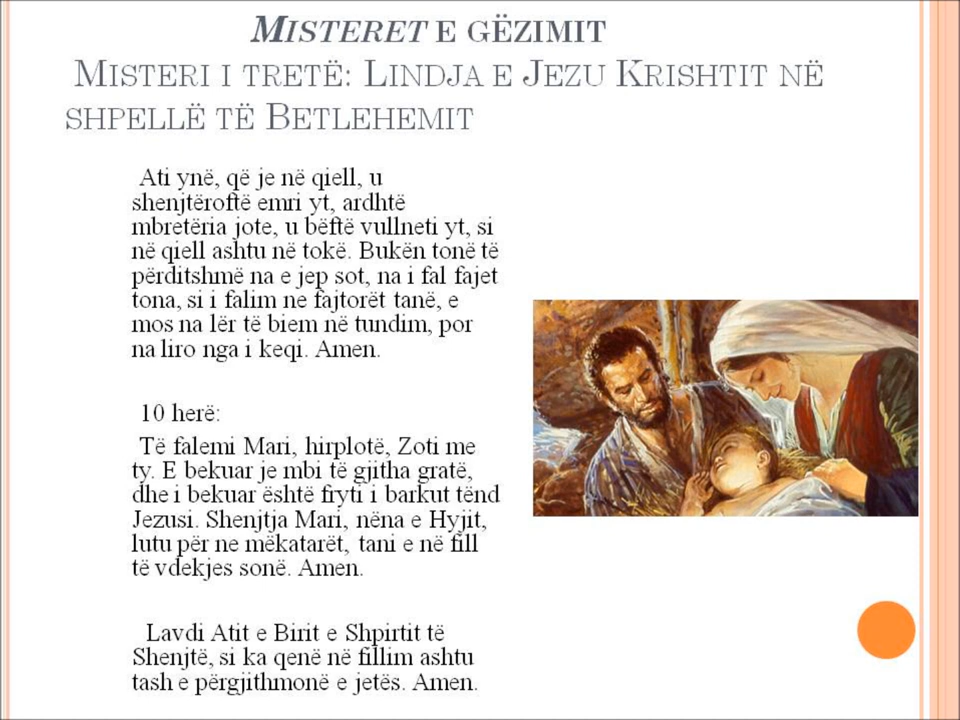 MISTERET E GËZIMIT
MISTERI I TRETË: LINDJA E JEZU KRISHTIT NË
SHPELLË TË BETLEHEMIT
Ati ynë, që je në qiell, u
shenjtëroftë emri yt, ardhtë
mbretëria jote, u bëftë vullneti yt, si
në qiell ashtu në tokë. Bukën tonë të
përditshmë na e jep sot, na i fal fajet
tona, si i falim ne fajtorët tanë, e
mos na lër të biem në tundim, por
na liro nga i keqi. Amen.
10 herë:
Të falemi Mari, hirplotë, Zoti me
ty. E bekuar je mbi të gjitha gratë,
dhe i bekuar është fryti i barkut tënd
Jezusi. Shenjtja Mari, nëna e Hyjit,
lutu për ne mëkatarët, tani e në fill
të vdekjes sonë. Amen.
Lavdi Atit e Birit e Shpirtit të
Shenjtë, si ka qenë në fillim ashtu
tash e përgjithmonë e jetës. Amen.